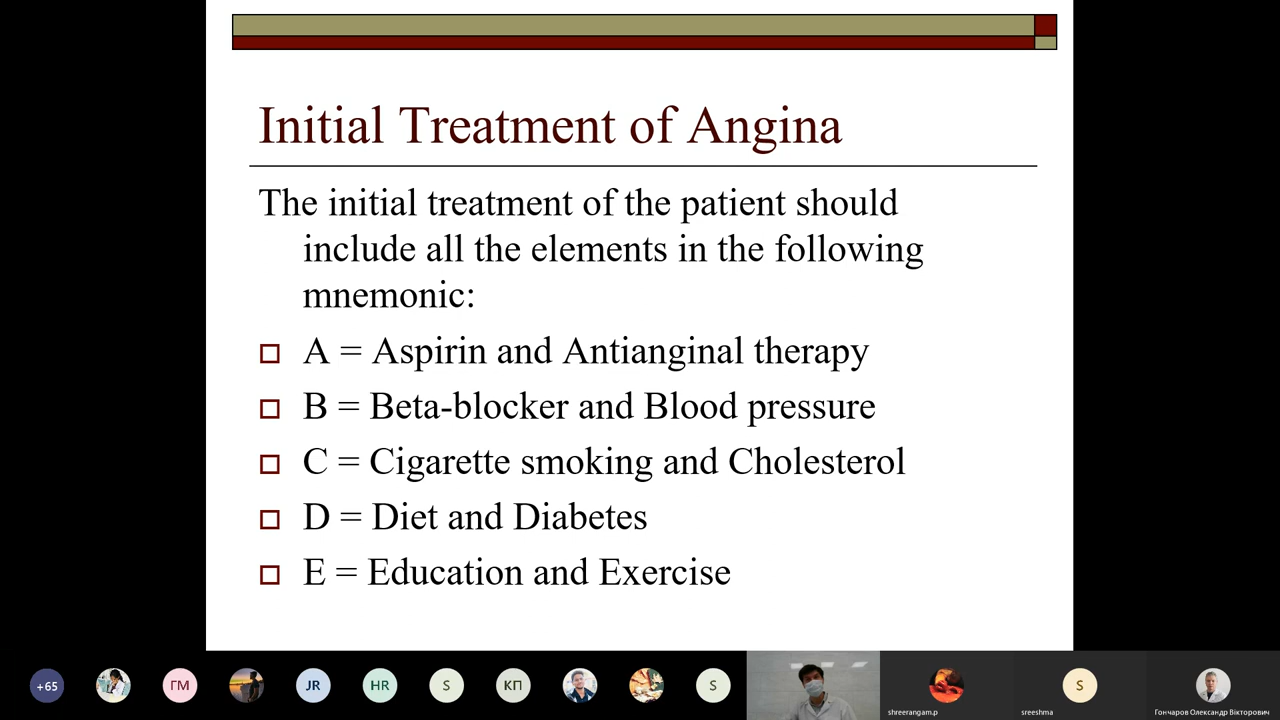 Initial Treatment of Angina
The initial treatment of the patient should
include all the elements in the following
mnemonic:
A = Aspirin and Antianginal therapy
B = Beta-blocker and Blood pressure
C = Cigarette smoking and Cholesterol
D = Diet and Diabetes
E = Education and Exercise
+65
ГМ
JR
HR
S
КП
S
S
shreerangam.p
sreeshma
Гончаров Олександр Вікторович